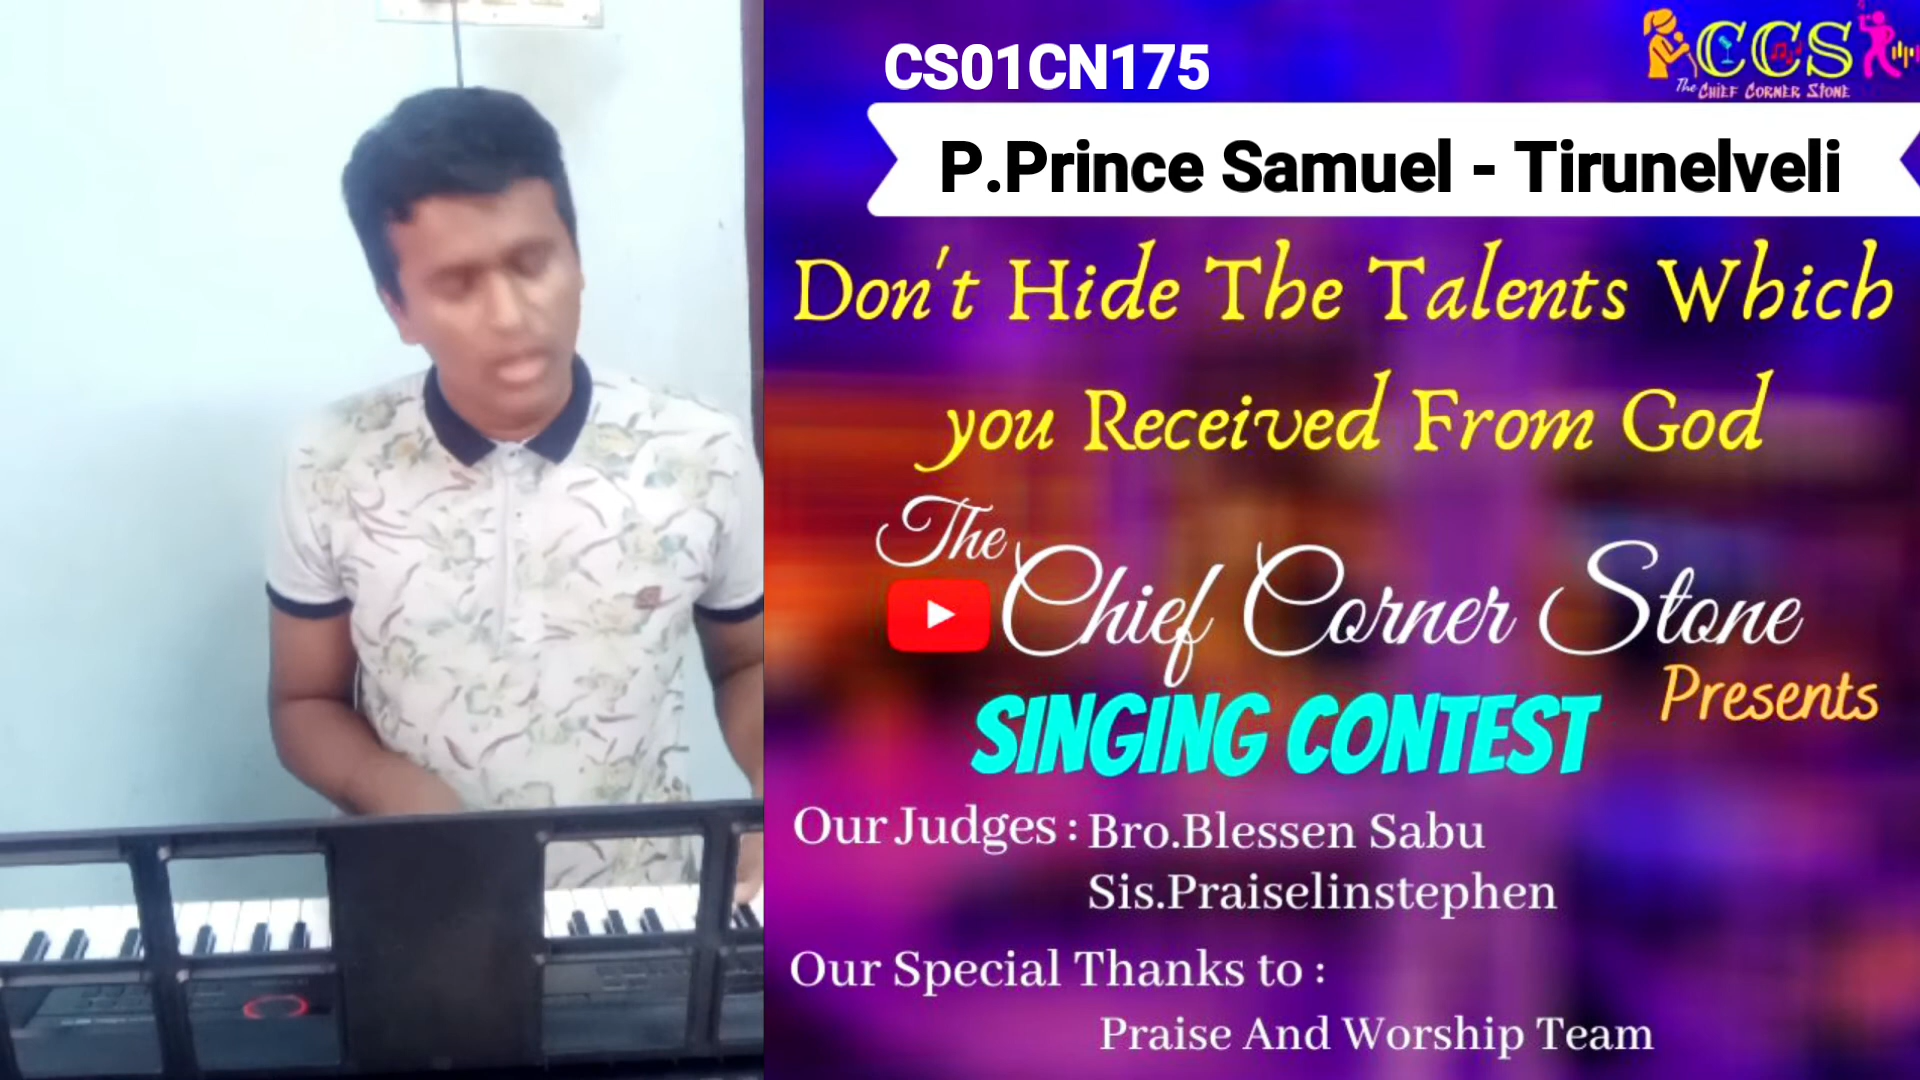 CS01CN175
CCS
The CHIEF CORNER STONE
P.Prince Samuel - Tirunelveli
Don't Hide The Talents Which
you Received From God
The
Chief Corner Stone
Presents
SINGING CONTEST
Our Judges : Bro.Blessen Sabu
Sis.Praiselinstephen
Our Special Thanks to :
Praise And Worship Team